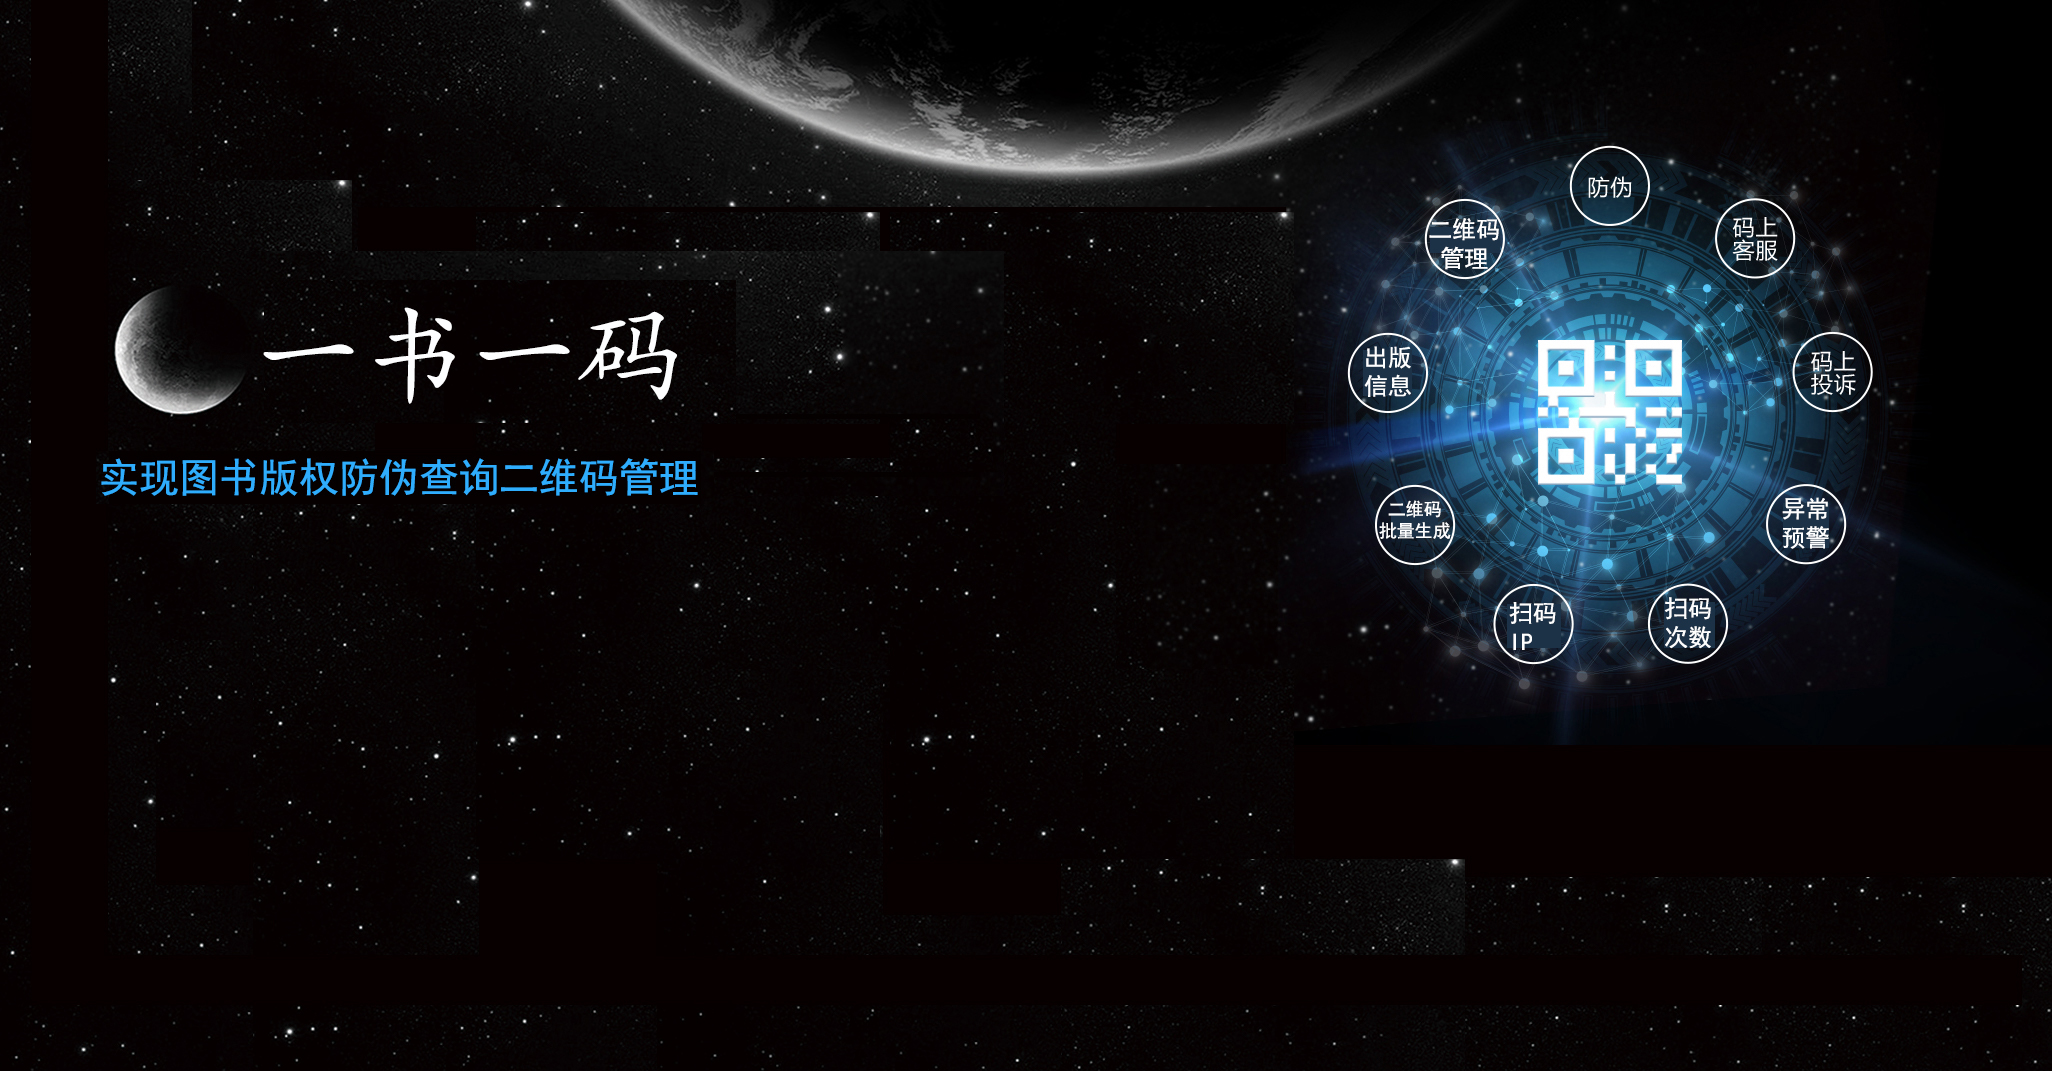 一书一码
实现图书版权防伪查询二维码管理
防伪
二维码
管理
码上
客服
出版
信息
码上
投诉
二维码
批量生成
异常
预警
扫码
IP
扫码
次数